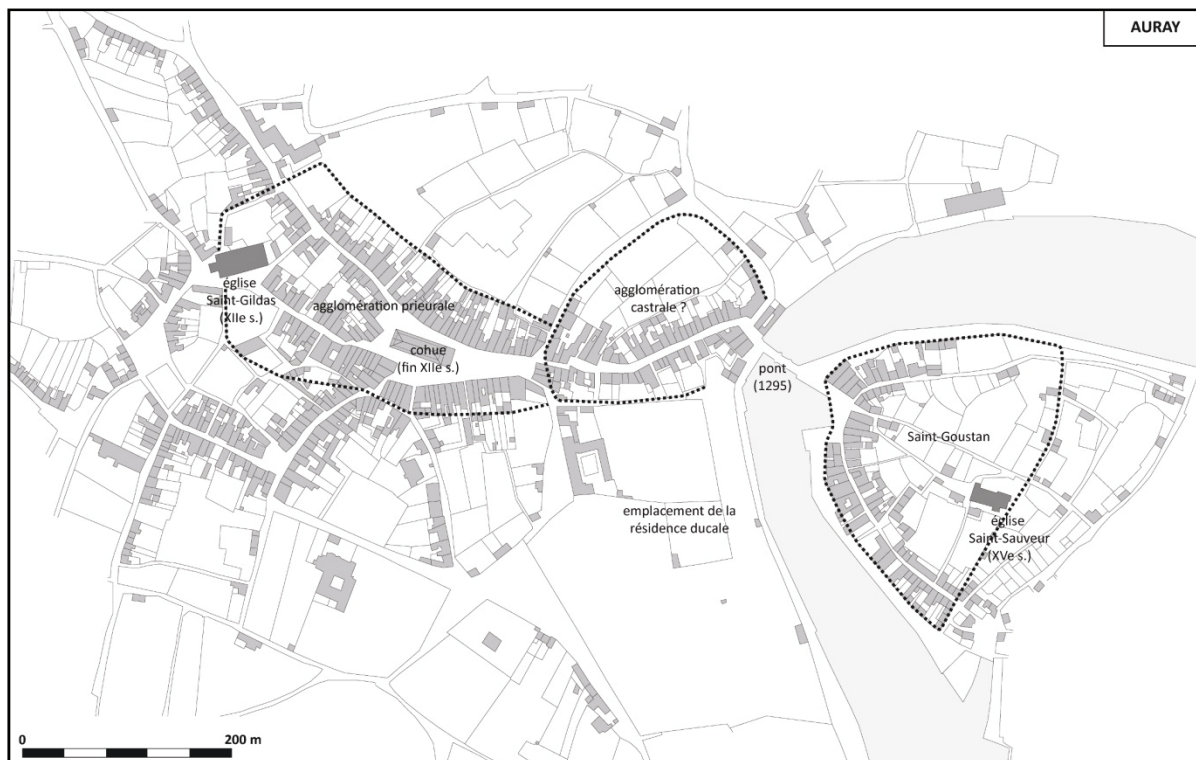 AURAY
église
Saint-Gildas
(XIIe s.)
agglomération prieurale
cohue
(fin XIIe s.)
agglomération
castrale ?
pont
(1295)
Saint-Goustan
église
Saint-Sauveur
(XVe s.)
emplacement de la
résidence ducale
0
200 m